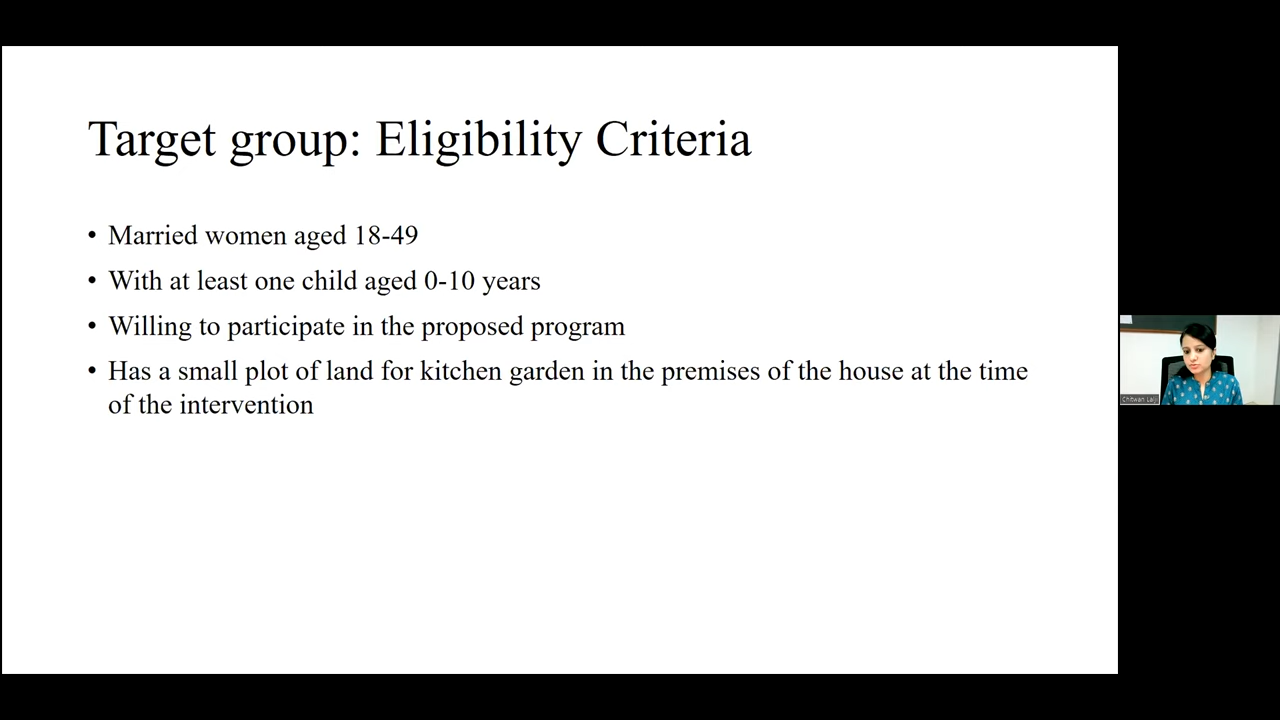 Target group: Eligibility Criteria
• Married women aged 18-49
• With at least one child aged 0-10 years
• Willing to participate in the proposed program
• Has a small plot of land for kitchen garden in the premises of the house at the time
of the intervention
Chitwan Lalji